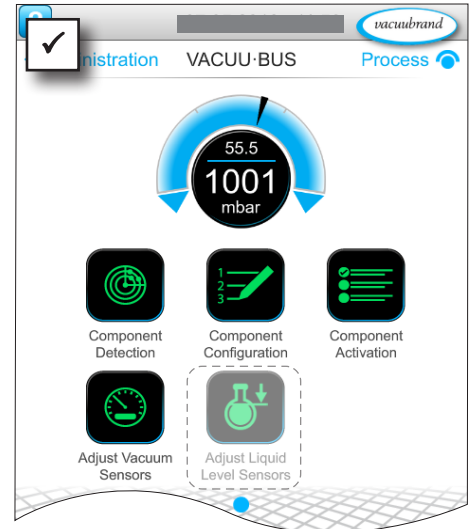 vacuubrand
nistration VACUU·BUS Process
55.5
1001
mbar
1
2
3
Component
Detection
Component
Configuration
Component
Activation
Adjust Vacuum
Sensors
Adjust Liquid
Level Sensors